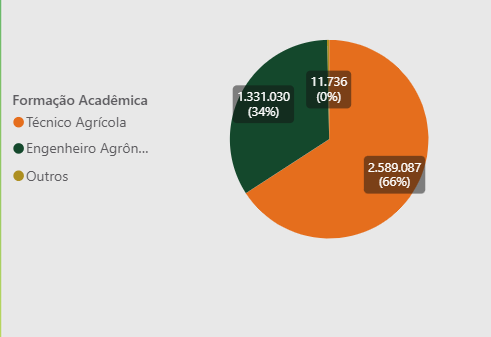 Formação Acadêmica
Técnico Agrícola
Engenheiro Agrôn...
Outros
11.736
(0%)
1.331.030
(34%)
2.589.087
(66%)